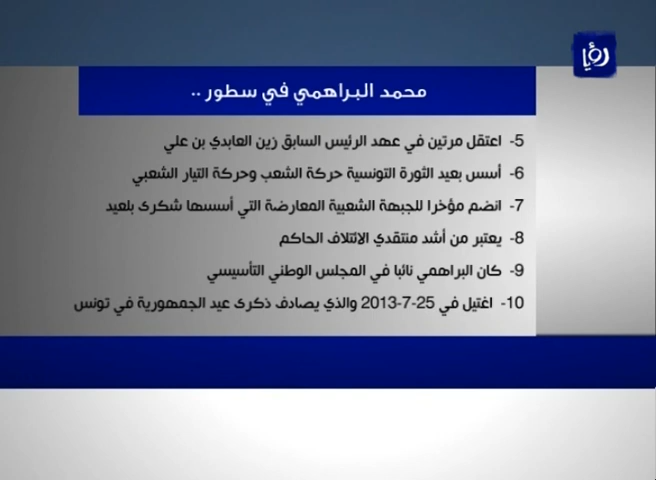 رؤيا
محمد البراهمي في سطور ..
5- اعتقل مرتين في عهد الرئيس السابق زين العابدي بن علي
6- أسس بعيد الثورة التونسية حركة الشعب وحركة التيار الشعبي
7- انضم مؤخرا للجبهة الشعبية المعارضة التي أسسها شكري بلعيد
8- يعتبر من أشد منتقدي الائتلاف الحاكم
9- كان البراهمي نائبا في المجلس الوطني التأسيسي
10- اغتيل في 25-7-2013 والذي يصادف ذكرى عيد الجمهورية في تونس